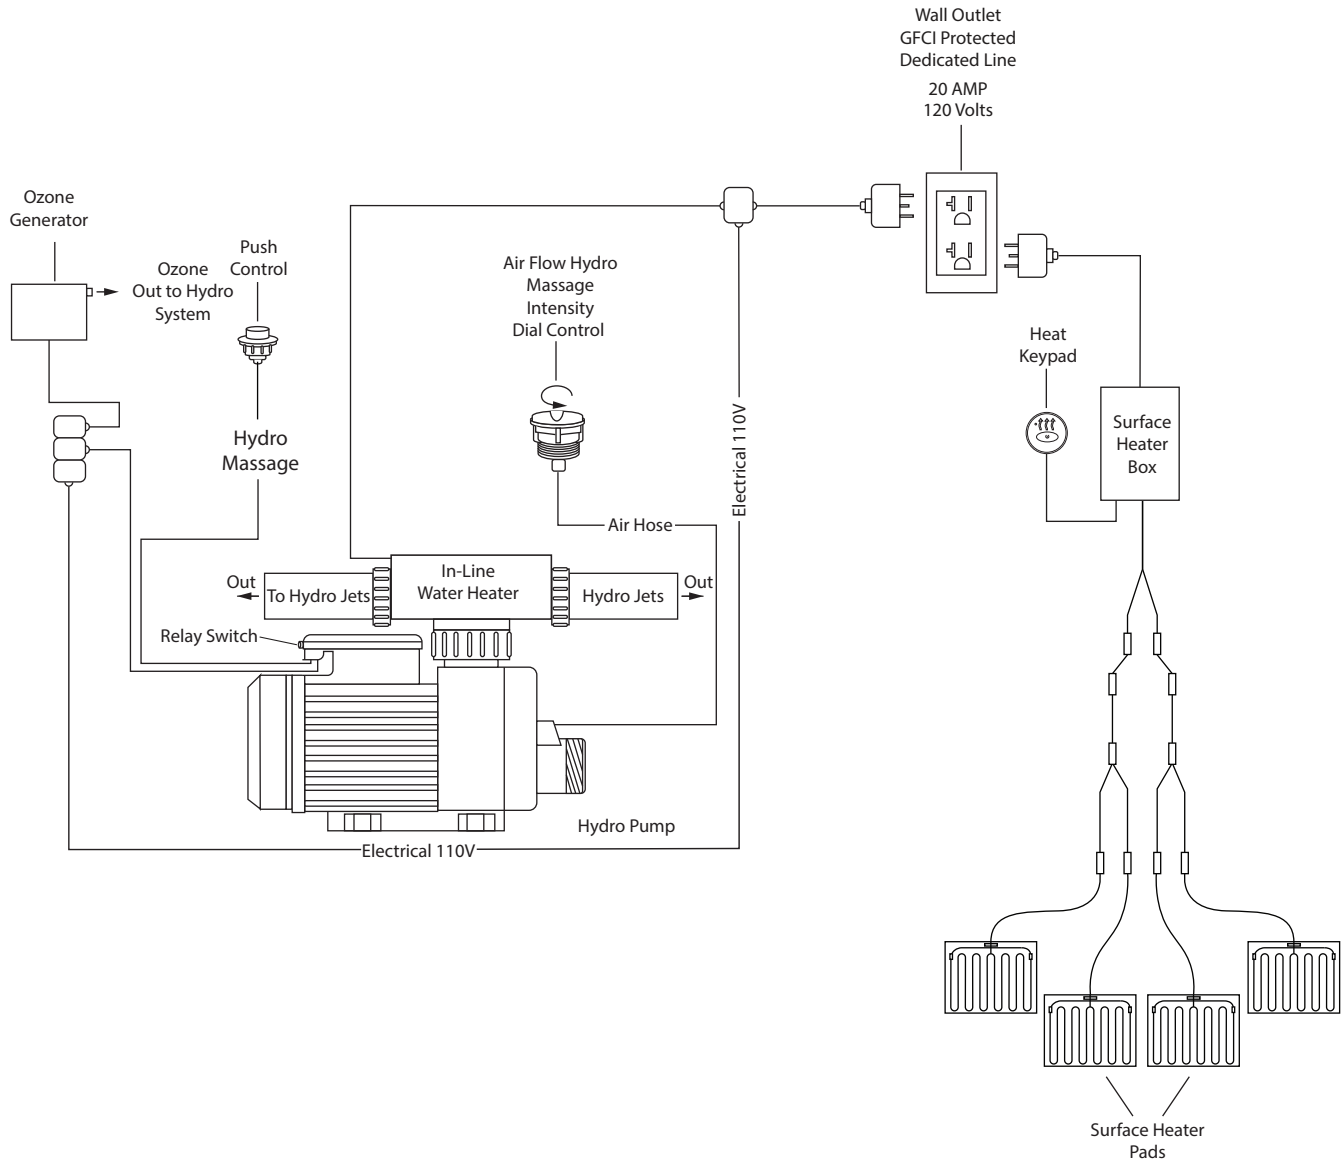 Wall Outlet
GFCI Protected
Dedicated Line
20 AMP
120 Volts
Ozone
Generator
Ozone
Out to Hydro
System
Push
Control
Air Flow Hydro
Massage
Intensity
Dial Control
Heat
Keypad
Hydro
Massage
Electrical 110V
Surface
Heater
Box
Air Hose
Out
To Hydro Jets
In-Line
Water Heater
Hydro Jets
Out
Relay Switch
Hydro Pump
Electrical 110V
Surface Heater
Pads